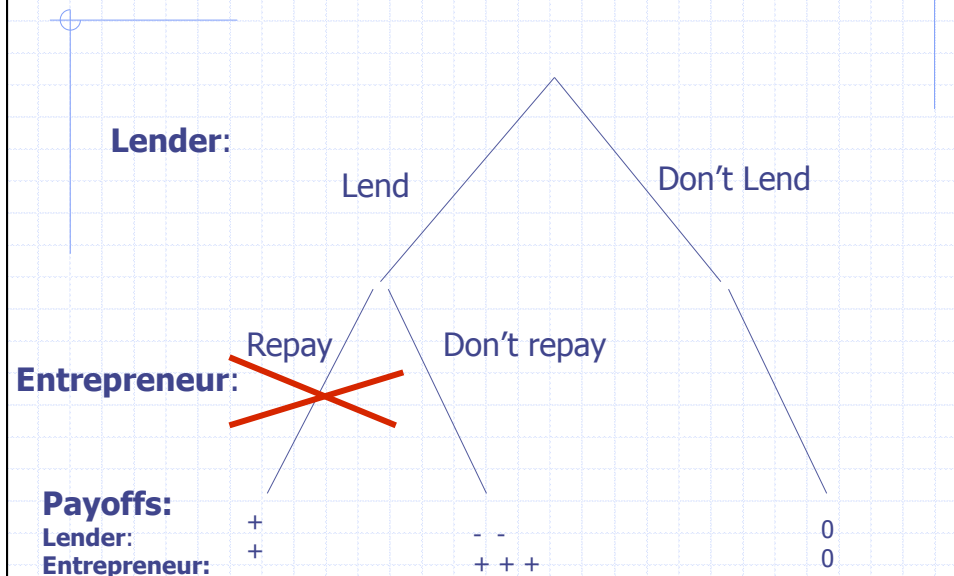 Lender:
Lend
Don’t Lend
Repay
Don’t repay
Entrepreneur:
Payoffs:
Lender: + - - 0
Entrepreneur: + + + + 0